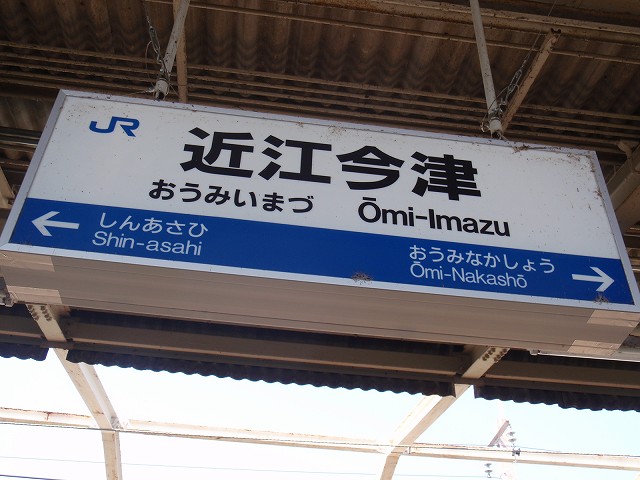 JR
近江今津
おうみいまづ Ōmi-Imazu
← しんあさひ
Shin-asahi
おうみなかしょう →
Ōmi-Nakashō